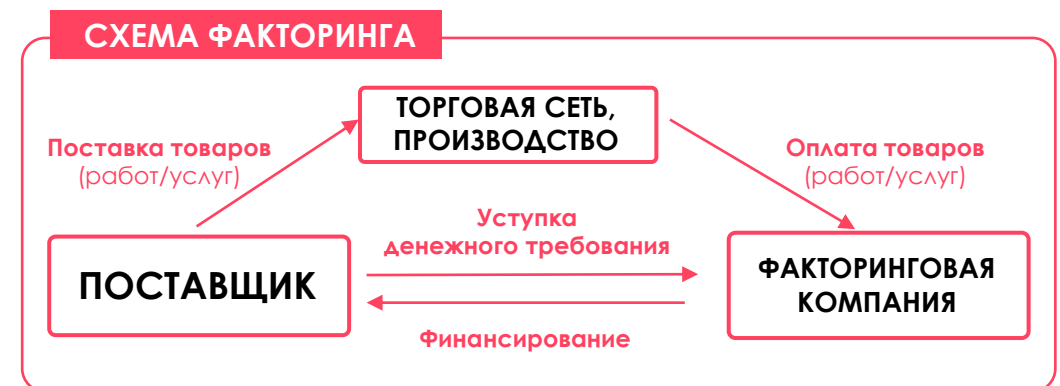 СХЕМА ФАКТОРИНГА
ТОРГОВАЯ СЕТЬ,
ПРОИЗВОДСТВО
Поставка товаров
(работ/услуг)
Оплата товаров
(работ/услуг)
Уступка
денежного требования
ПОСТАВЩИК
ФАКТОРИНГОВАЯ
КОМПАНИЯ
Финансирование